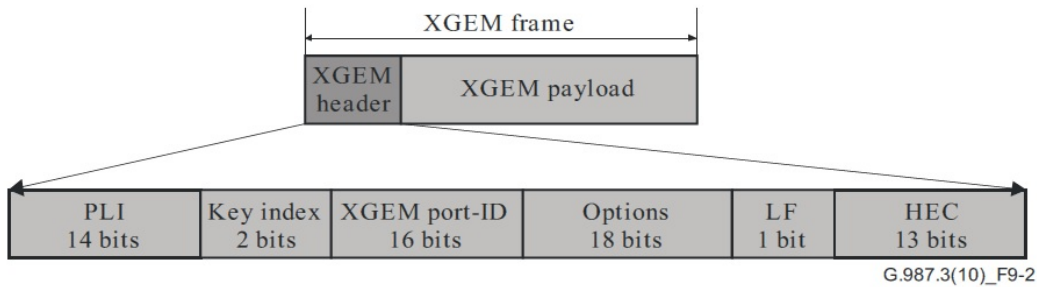 XGEM frame
XGEM
header
XGEM payload
PLI
14 bits
Key index
2 bits
XGEM port-ID
16 bits
Options
18 bits
LF
1 bit
HEC
13 bits
G.987.3(10)_F9-2